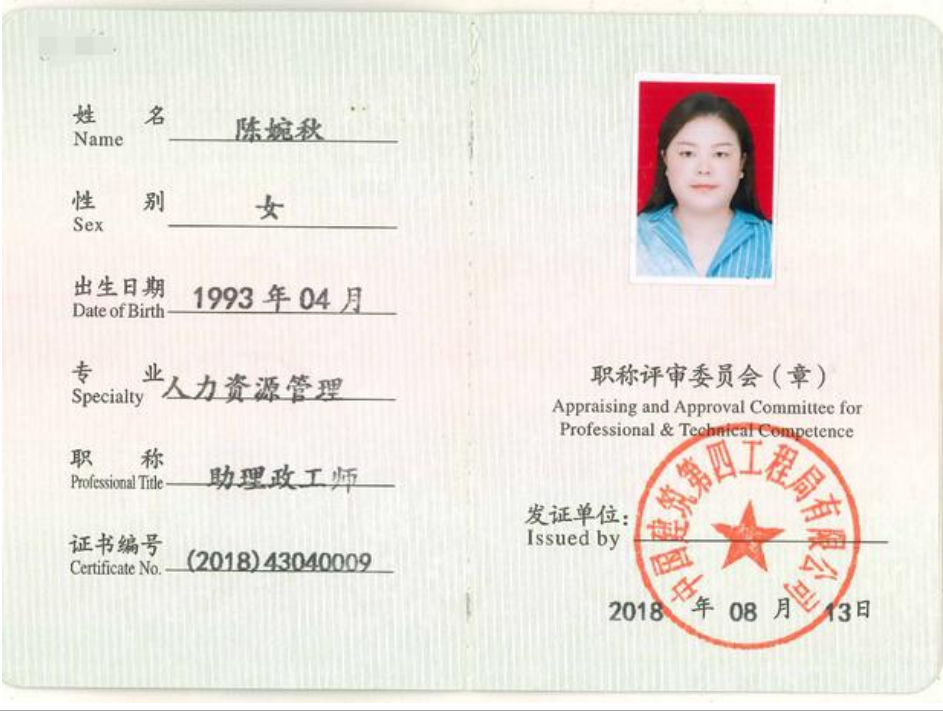 姓 名
Name 陈婉秋
性 别
Sex 女
出生日期
Date of Birth 1993 年 04 月
专 业
Specialty 人力资源管理
职 称
Professional Title 助理政工师
证书编号
Certificate No. (2018)43040009
职称评审委员会（章）
Appraising and Approval Committee for
Professional & Technical Competence
中国建筑第四工程局有限公司
发证单位：
Issued by
2018 年 08 月 13日